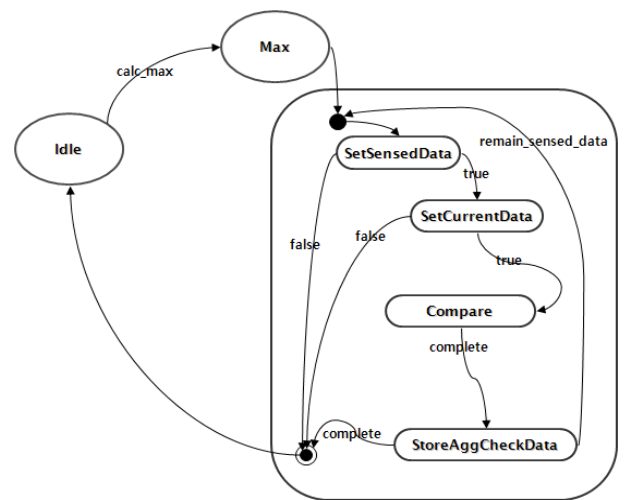 Max
calc_max
Idle
remain_sensed_data
SetSensedData
true
SetCurrentData
false
false
true
Compare
complete
complete
StoreAggCheckData